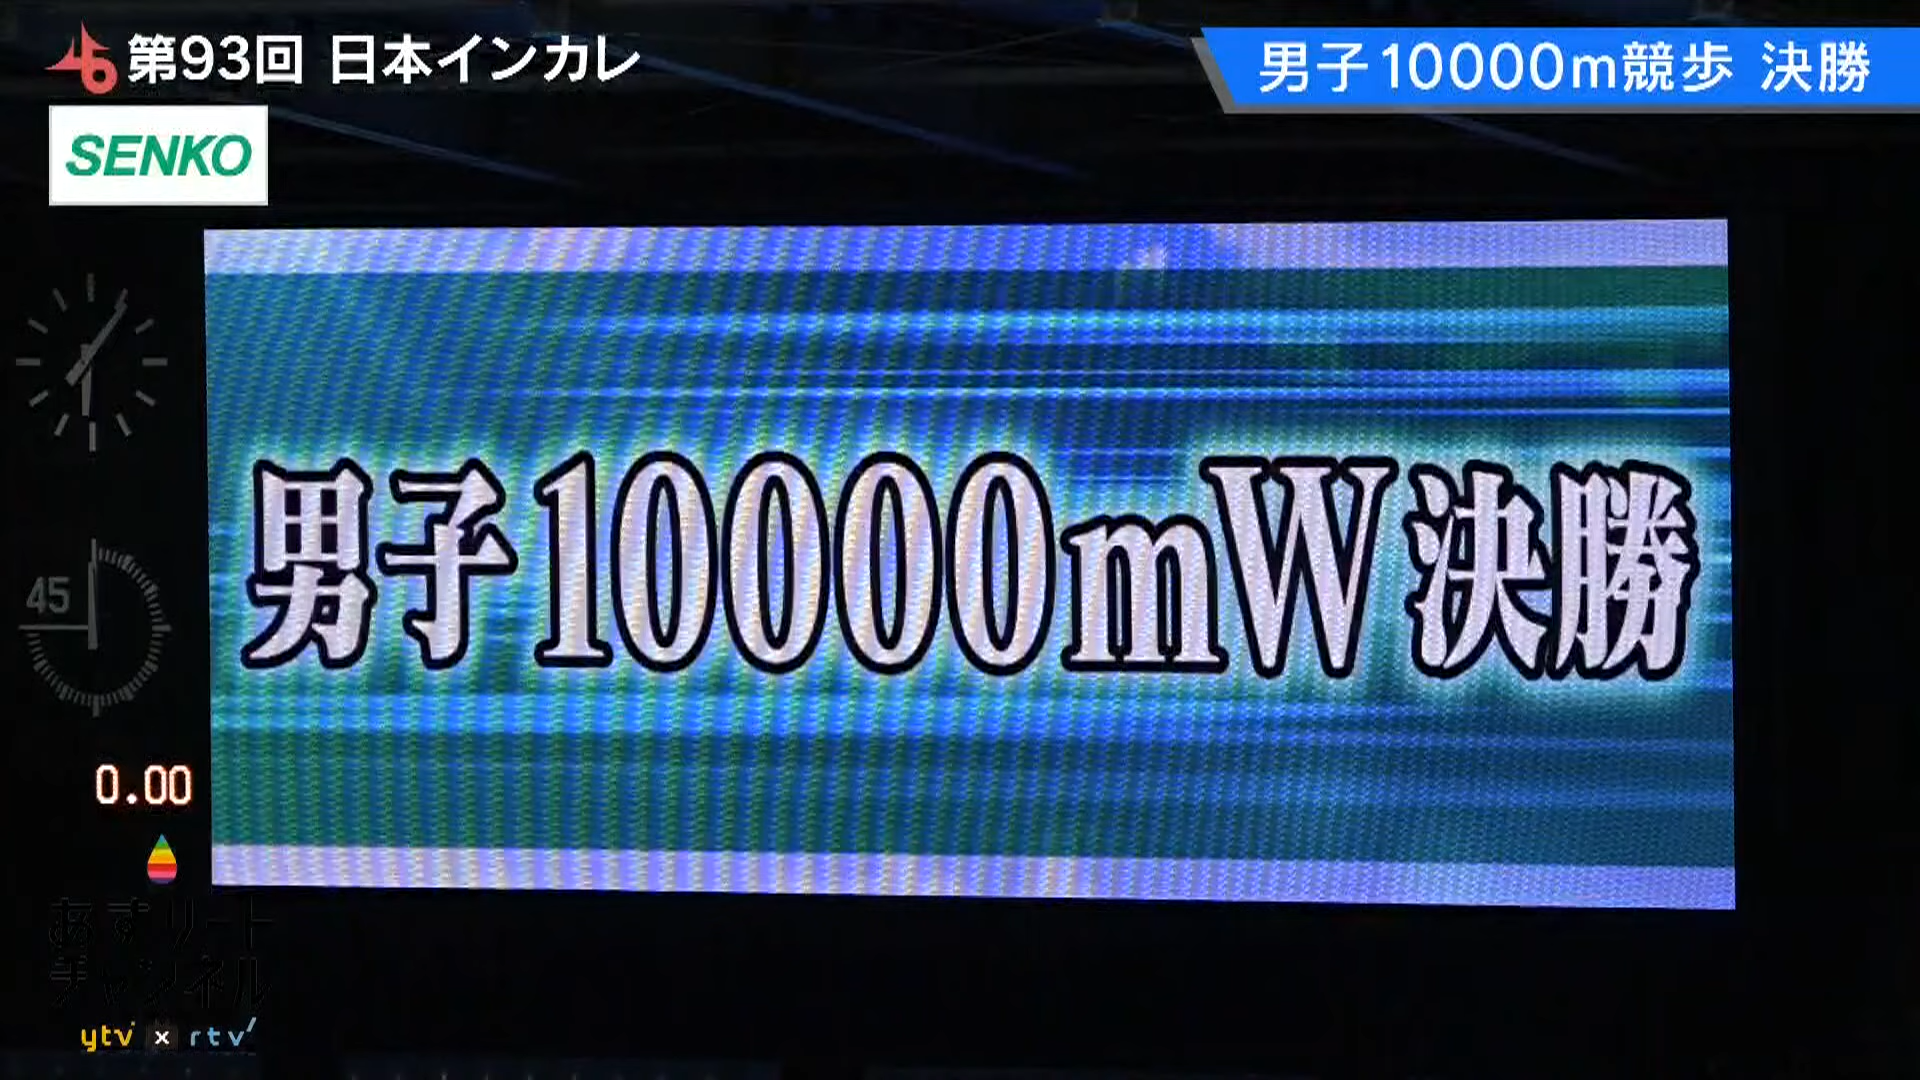 第93回 日本インカレ
男子10000m競歩 決勝
SENKO
男子10000mW決勝
45
0.00
あすリート
チャンネル
ytv x rtv